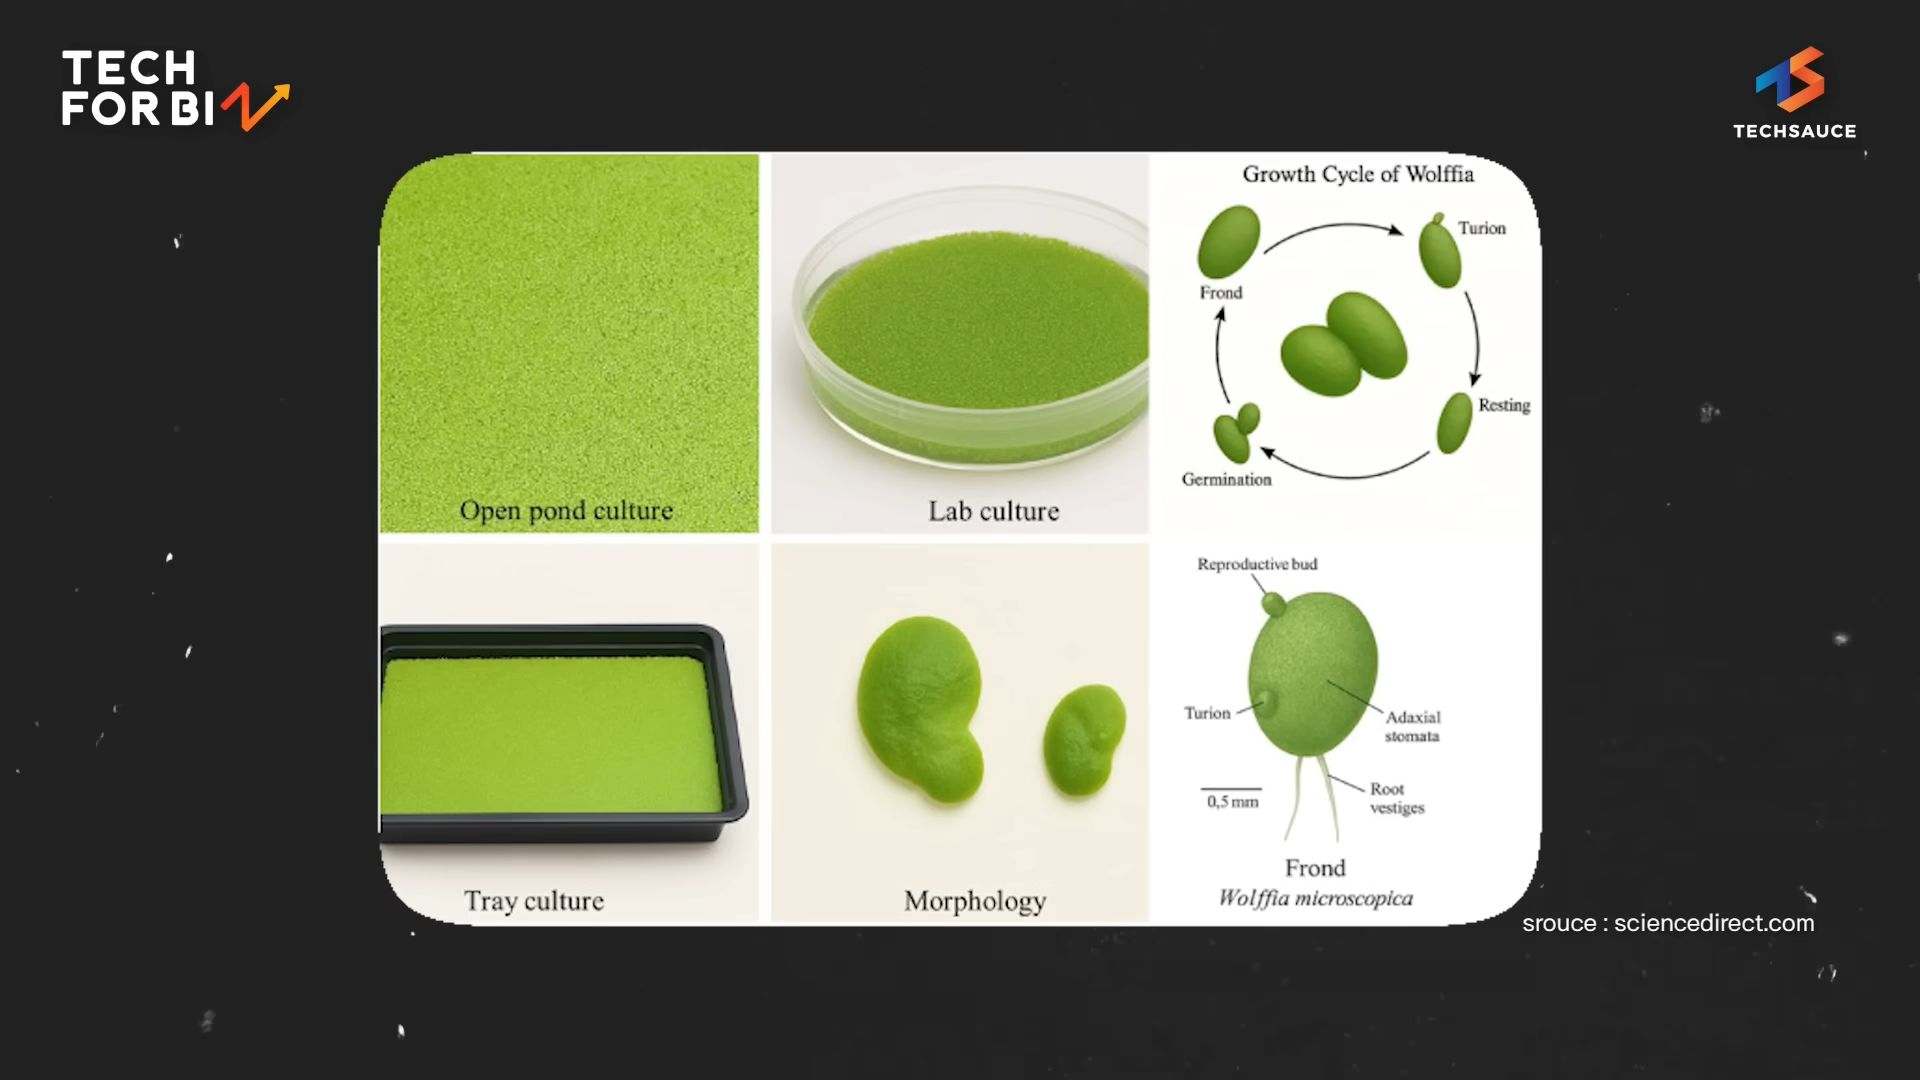 TECH
FOR BIZ
TECHSAUCE
Open pond culture
Lab culture
Growth Cycle of Wolffia
Frond
Turion
Resting
Germination
Tray culture
Morphology
Reproductive bud
Turion
Adaxial
stomata
Root
vestiges
0,5 mm
Frond
Wolffia microscopica
srouce : sciencedirect.com